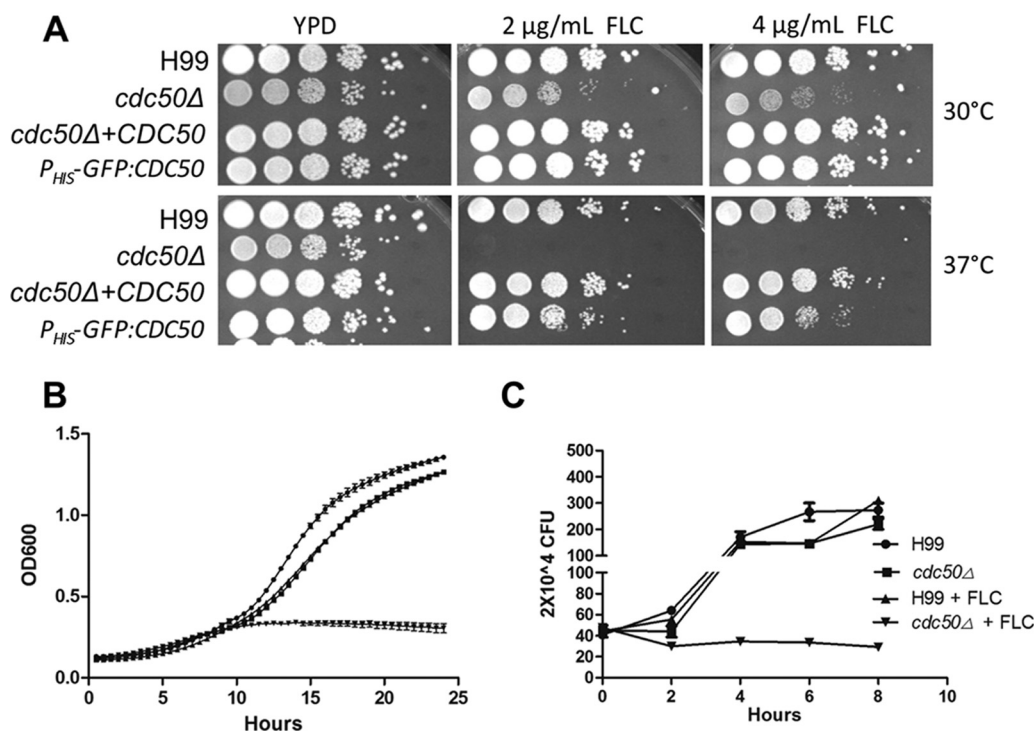 A
YPD
2 µg/mL FLC
4 µg/mL FLC
H99
cdc50Δ
cdc50Δ+CDC50
PHIS-GFP:CDC50
30°C
H99
cdc50Δ
cdc50Δ+CDC50
PHIS-GFP:CDC50
37°C
B
OD600
1.5
1.0
0.5
0.0
0
5
10
15
20
25
Hours
C
2X10^4 CFU
500
400
300
200
100
80
60
40
20
0
0
2
4
6
8
10
Hours
H99
cdc50Δ
H99 + FLC
cdc50Δ + FLC